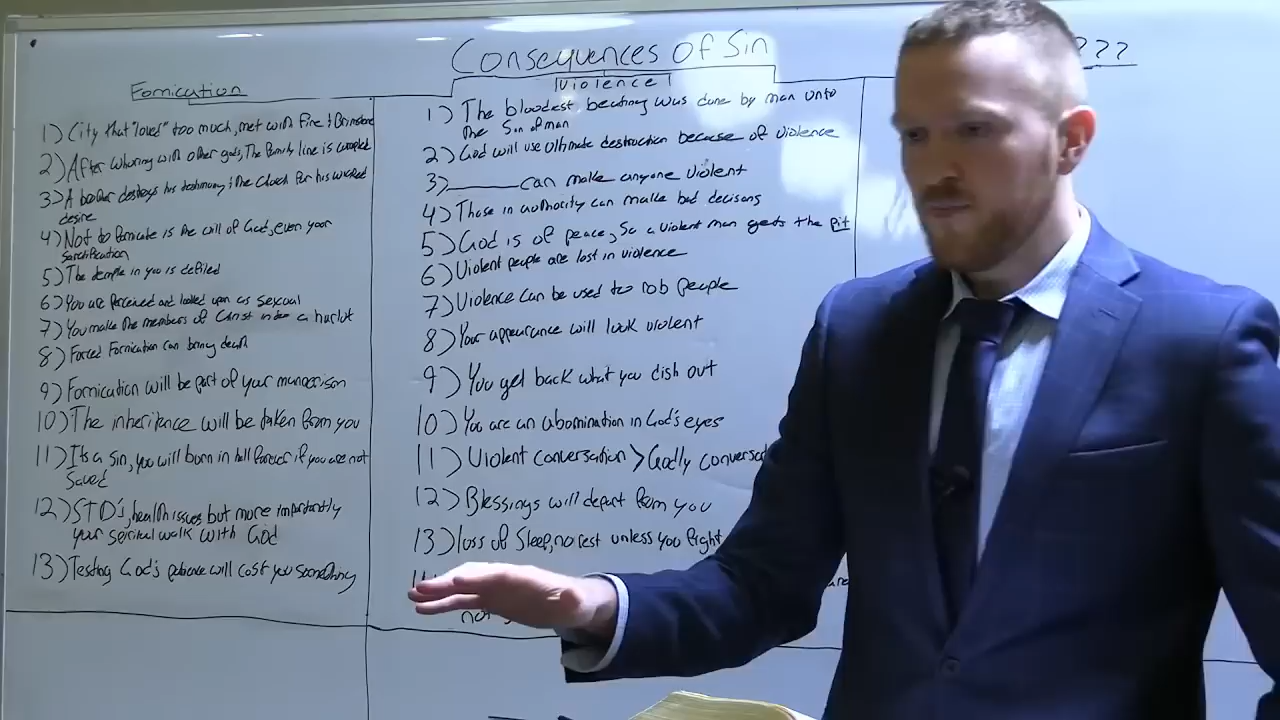 Consequences of Sin
???
Fornication
1) City that "loved" too much, met with Fire & Brimstone
2) After whoring with other gods, The family line is
3) A brother destroys his testimony & the Church for his wicked
desire
4) Not to fornicate is the will of God, even your
Sanctification
5) The temple in you is defiled
6) You are perceived and looked upon as sexual
7) You make the members of Christ into a harlot
8) Forced Fornication can bring death
9) Fornication will be part of your
10) The inheritance will be taken from you
11) Its a sin, you will born in hell forever if you are not
Saved
12) STD's, health issues but more importantly
your spiritual walk with God
13) Testing God's patience will cost you something
Violence
1) The bloodest beating was done by man unto
the Son of man
2) God will use ultimate destruction because of violence
3) ______ can make anyone violent
4) Those in authority can make bad decisons
5) God is of peace, So a violent man gets the Pit
6) Violent people are lost in violence
7) Violence can be used to rob people
8) Your appearance will look violent
9) You get back what you dish out
10) You are an abomination in God's eyes
11) Violent conversation > Godly conversat
12) Blessings will depart from you
13) loss of Sleep, no rest unless you fight